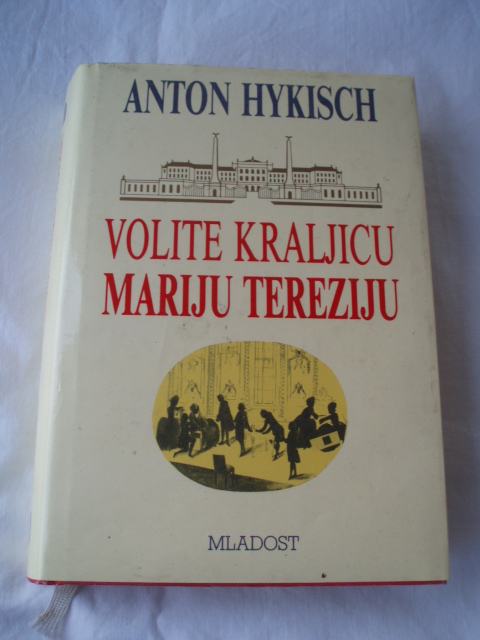 ANTON HYKISCH
VOLITE KRALJICU
MARIJU TEREZIJU
MLADOST